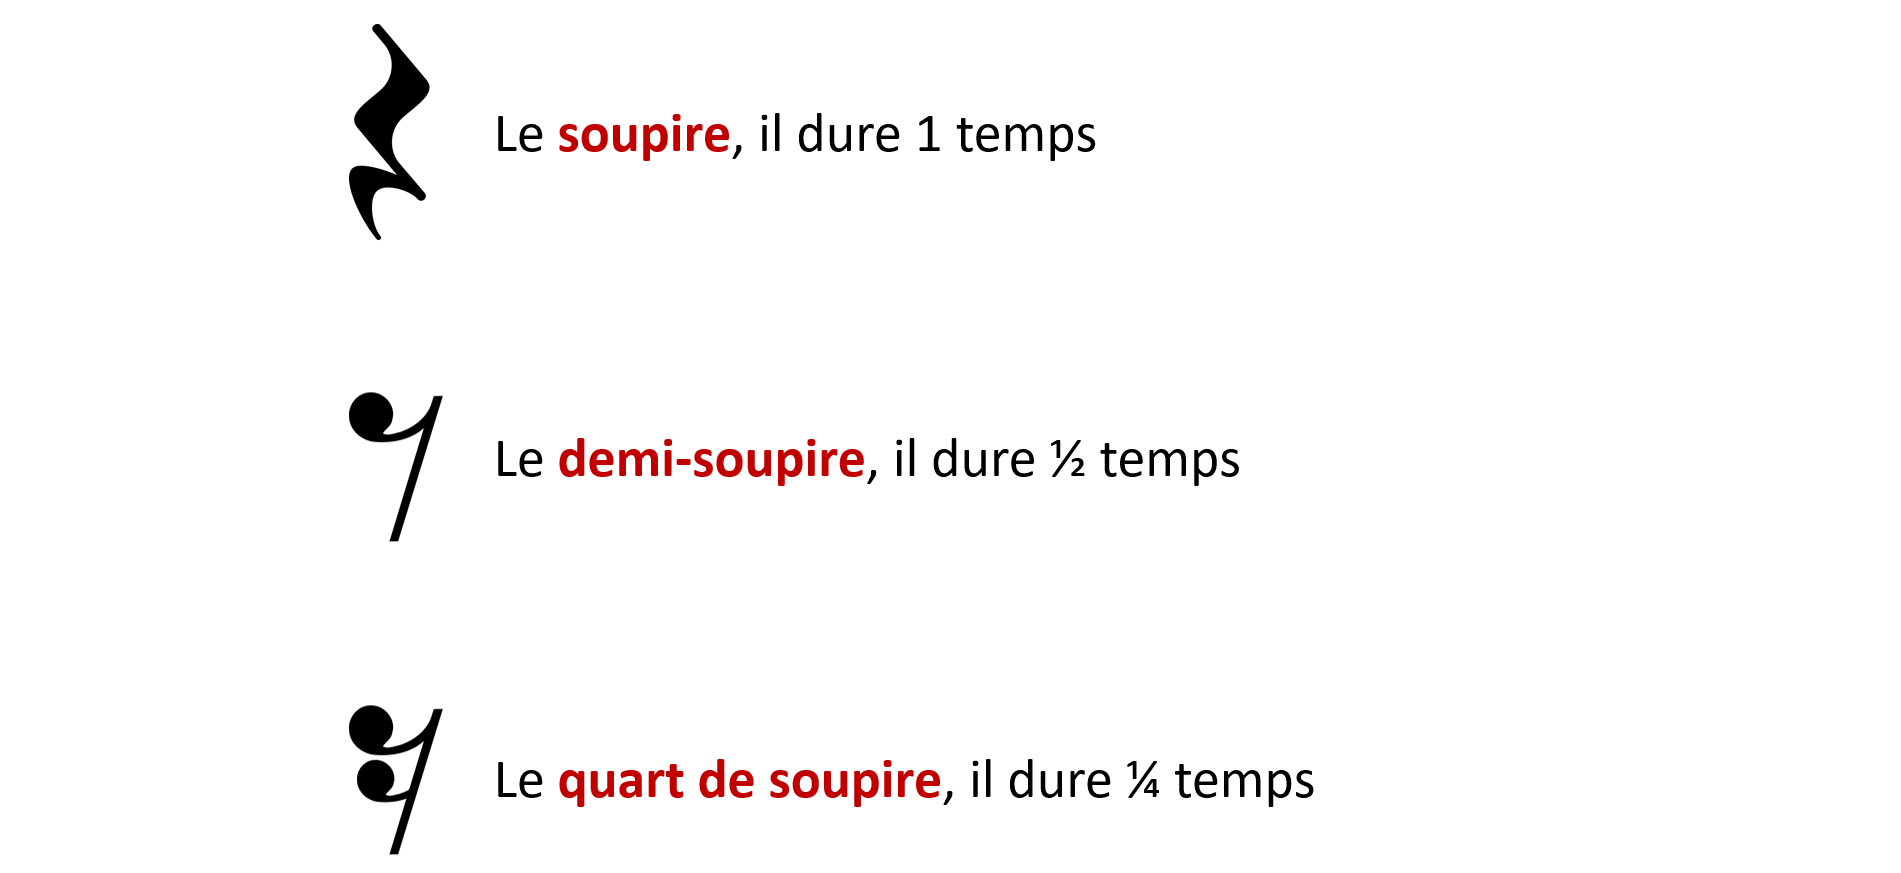 Le soupire, il dure 1 temps
Le demi-soupire, il dure ½ temps
Le quart de soupire, il dure ¼ temps